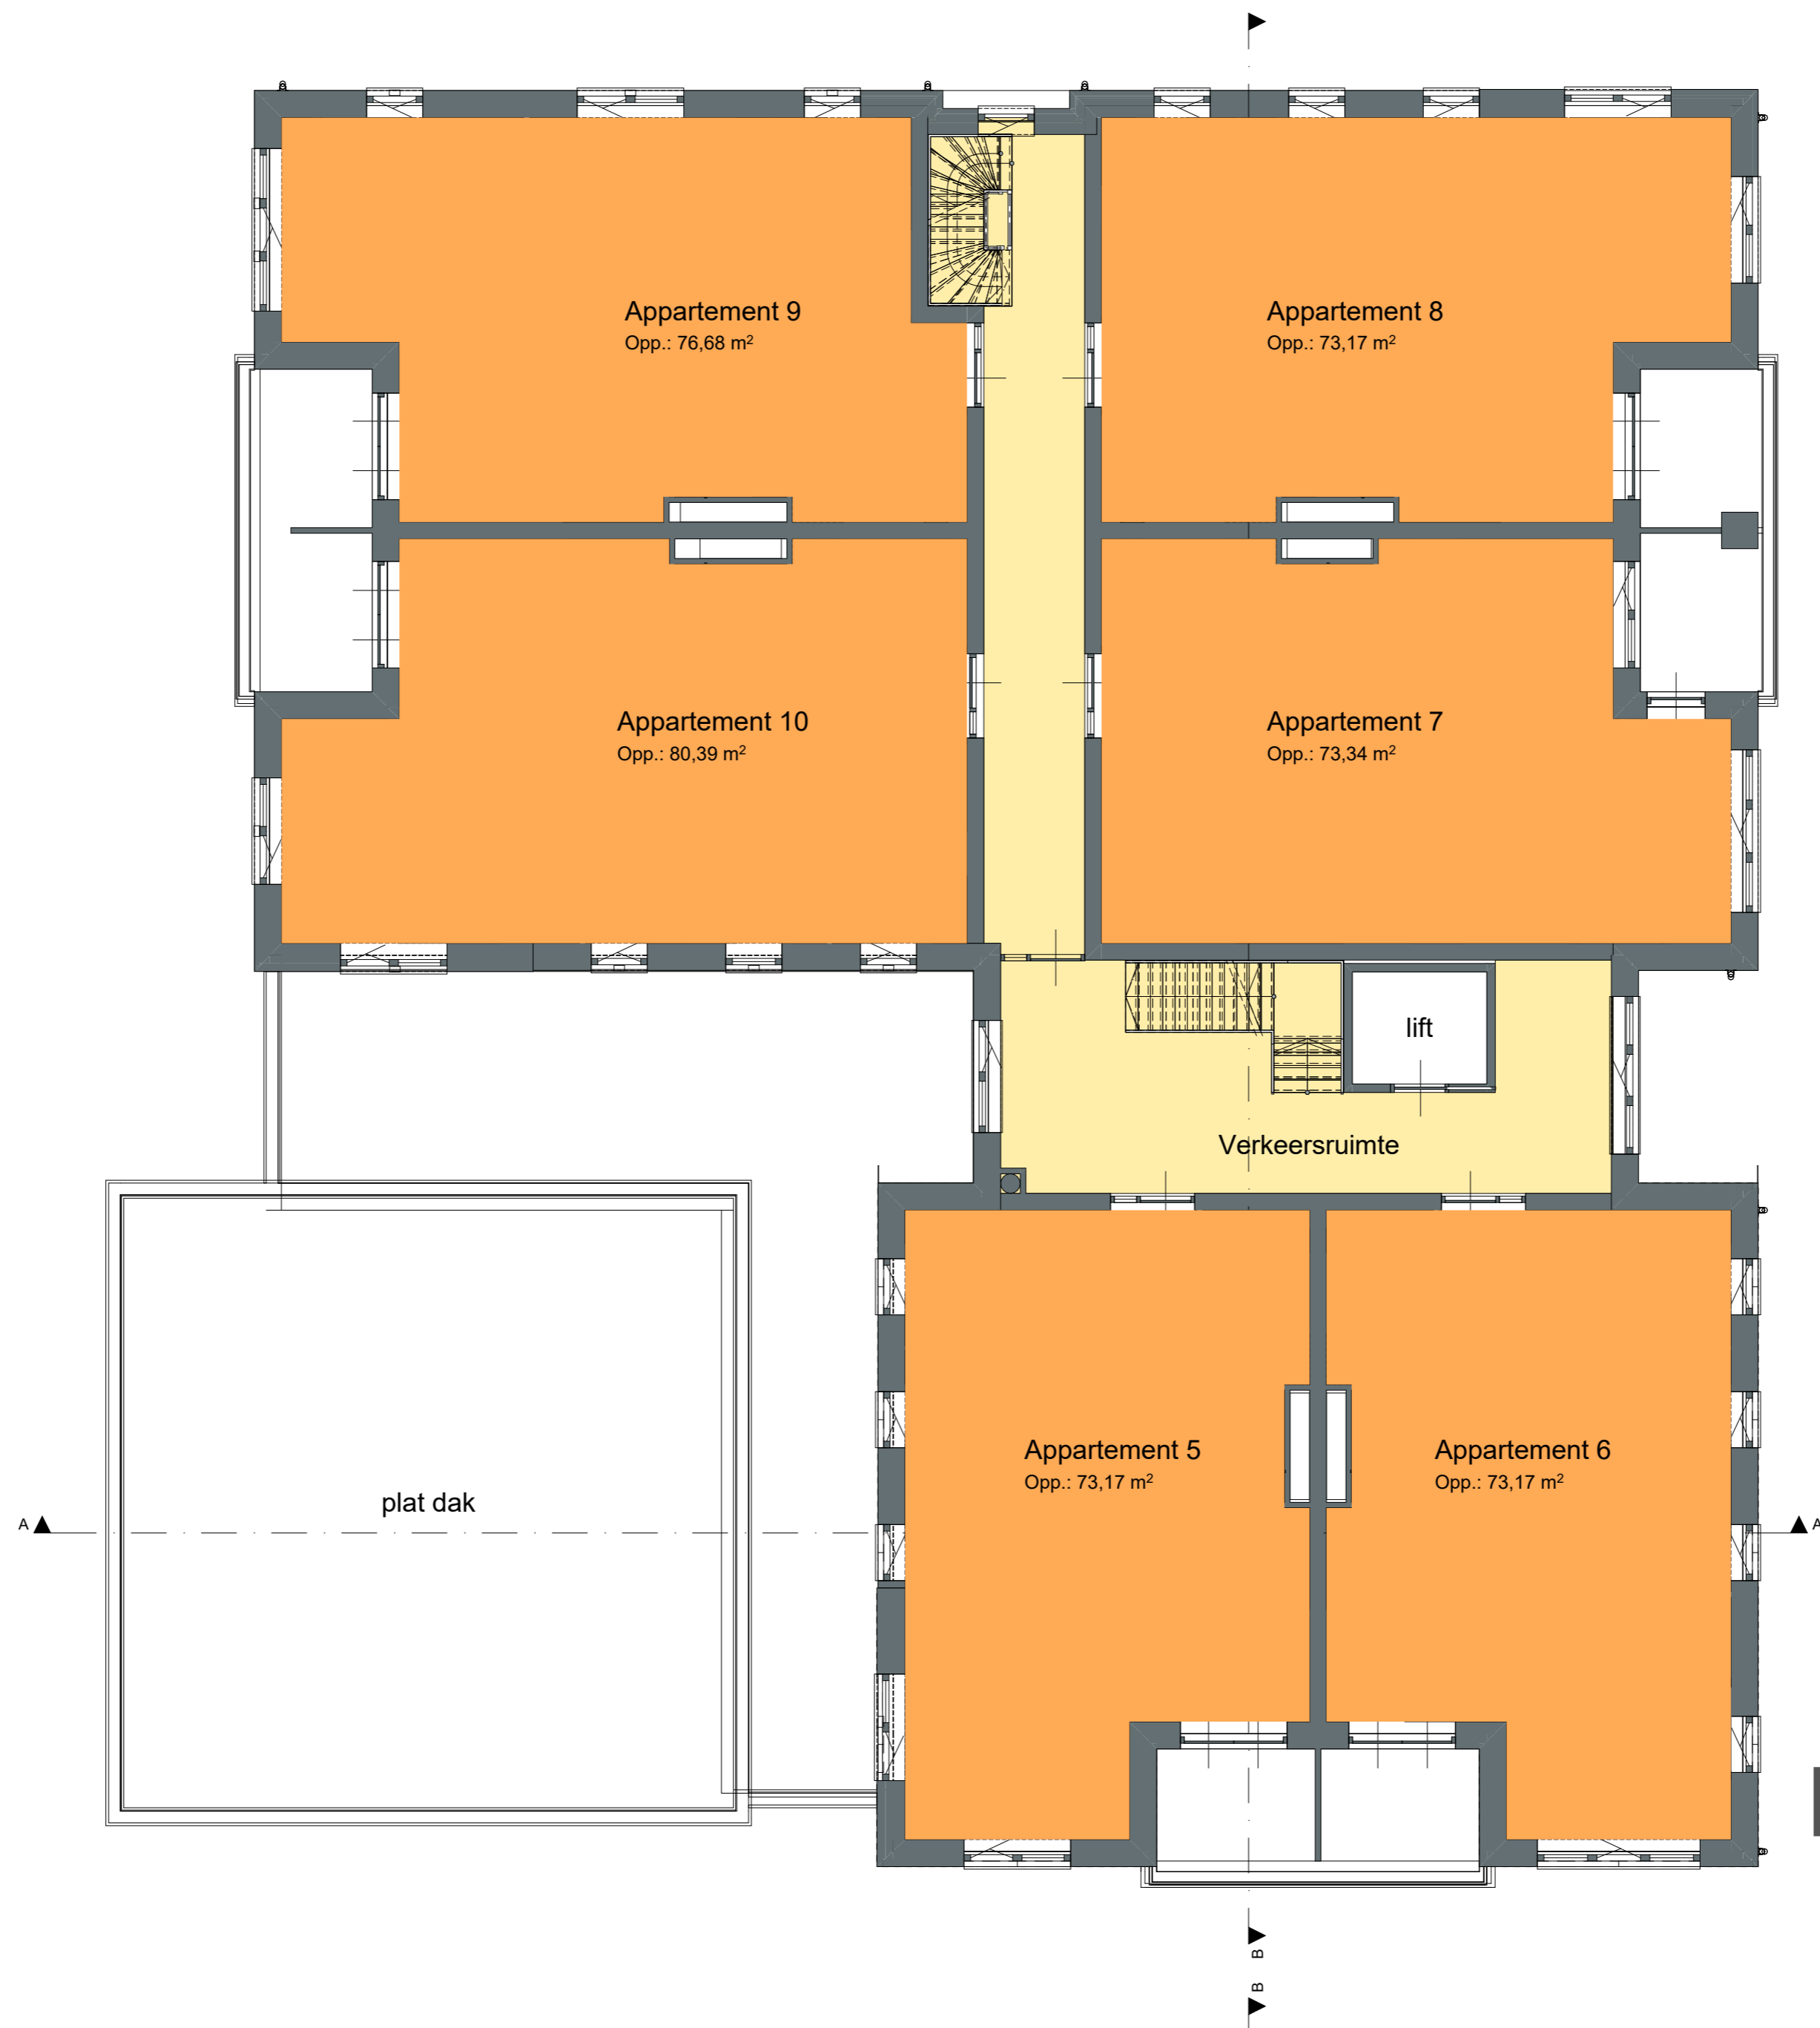 Appartement 9
Opp.: 76,68 m²
Appartement 8
Opp.: 73,17 m²
Appartement 10
Opp.: 80,39 m²
Appartement 7
Opp.: 73,34 m²
lift
Verkeersruimte
Appartement 5
Opp.: 73,17 m²
Appartement 6
Opp.: 73,17 m²
plat dak
A
A
B
B